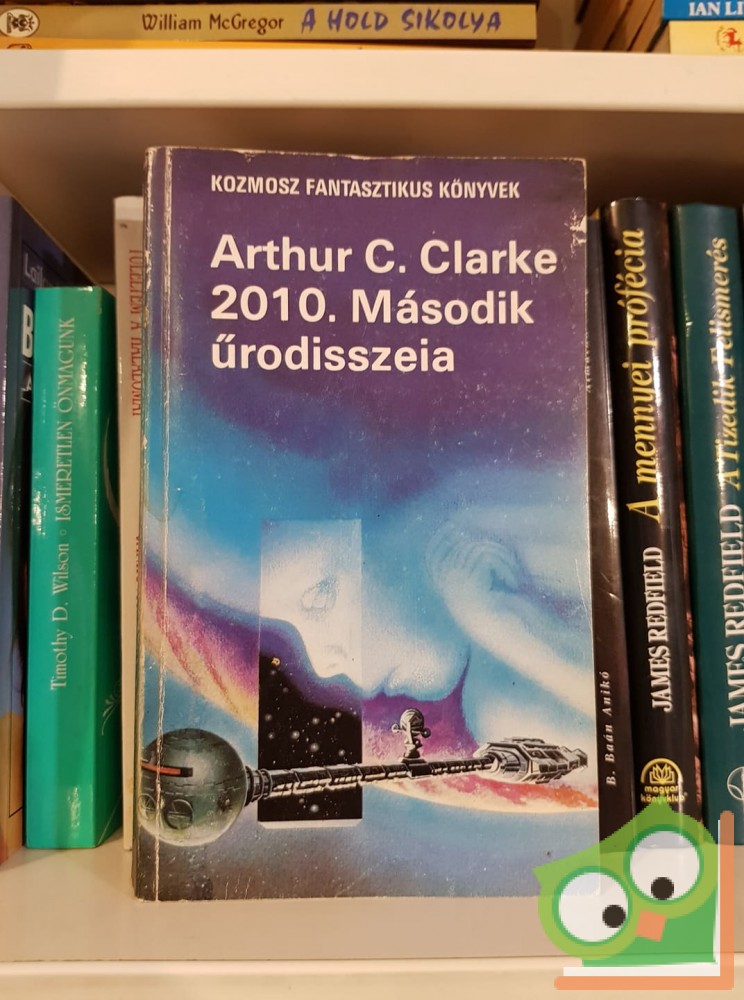 William McGregor A HOLD SIKOLYA
KOZMOSZ FANTASZTIKUS KÖNYVEK
Arthur C. Clarke
2010. Második
űrodisszeia
Timothy D. Wilson ISMERETLEN ÖNMAGUNK
B. Baán Anikó
JAMES REDFIELD A mennyei prófécia
magyar
könyvklub
JAMES REDFIELD A Tizedik Felismerés